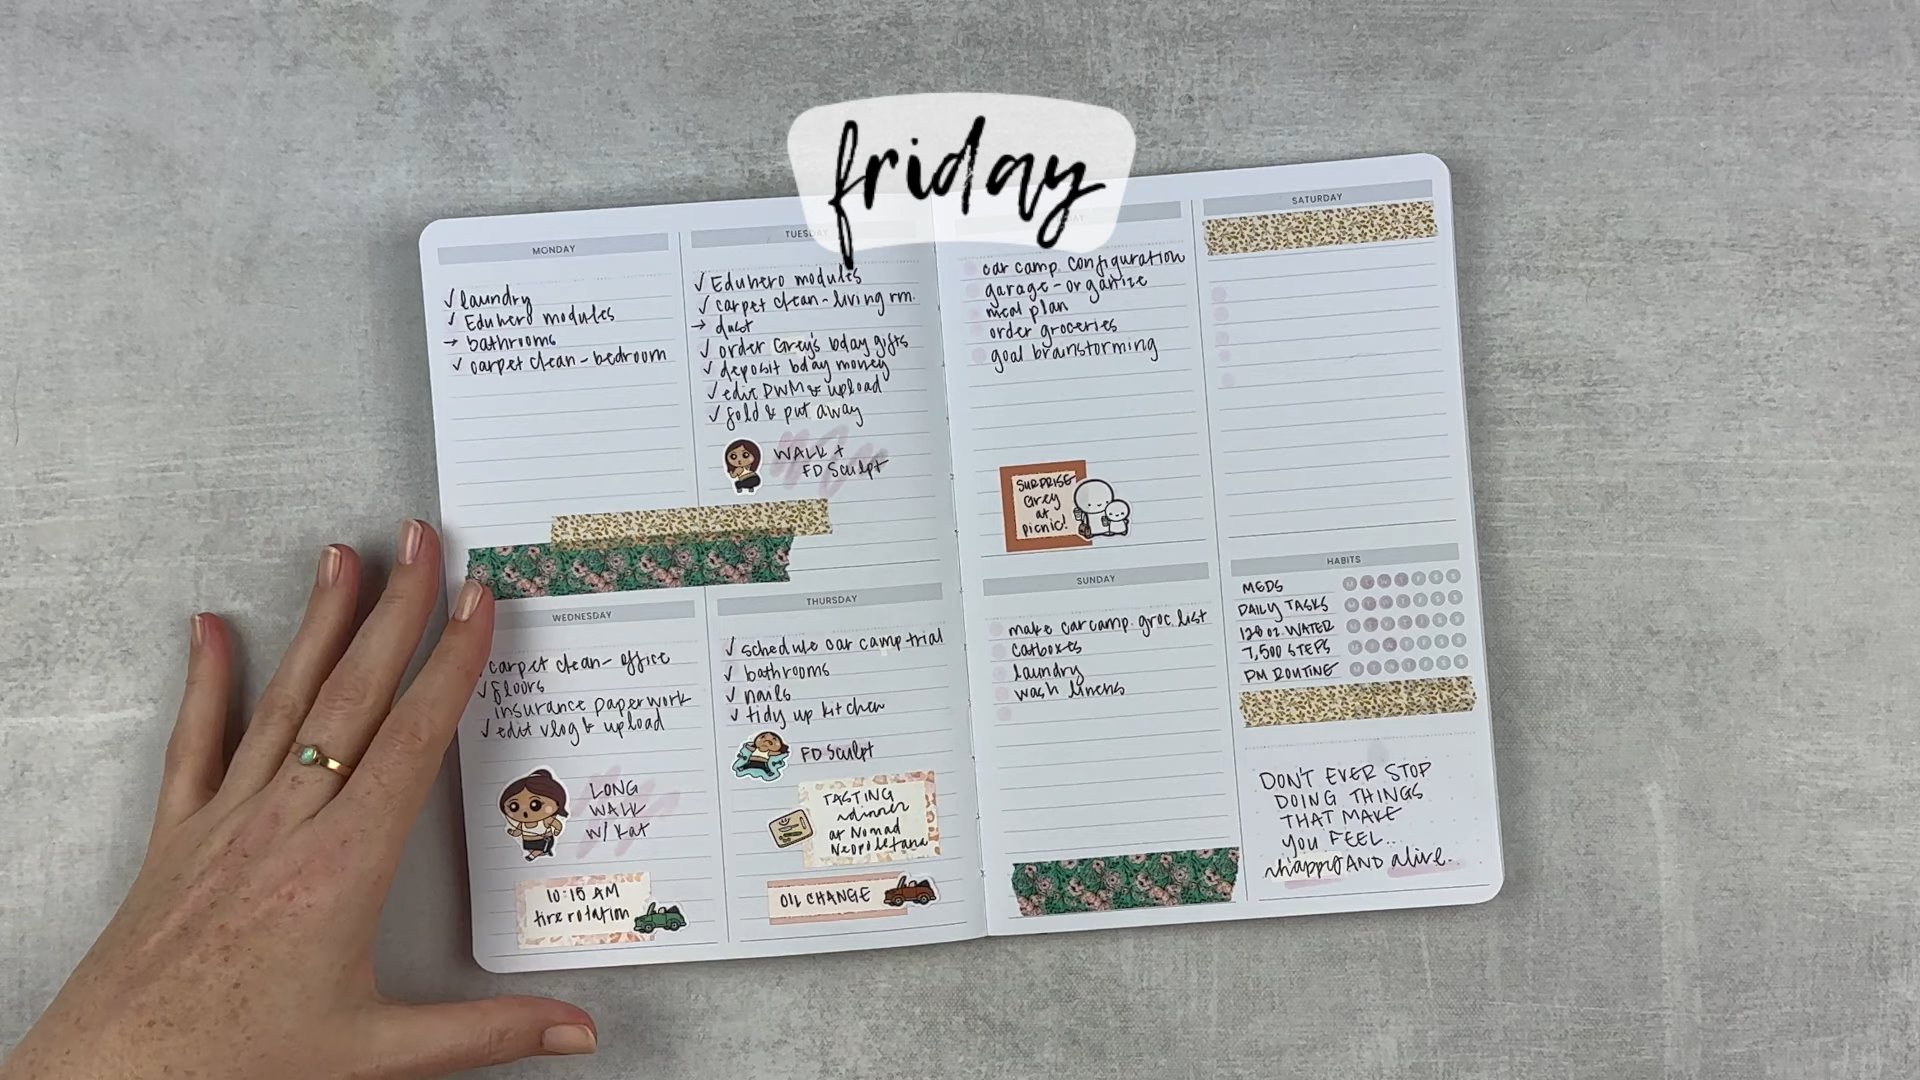 friday
MONDAY
✓ laundry
✓ Eduhero modules
→ bathrooms
✓ carpet clean - bedroom
TUESDAY
✓ Eduhero modules
✓ carpet clean - living rm.
→ dust
✓ order Grey's bday gifts
✓ deposit bday money
✓ edit DWM & upload
✓ fold & put away
WALK +
FD Sculpt
WEDNESDAY
carpet clean - office
✓ floors
insurance paperwork
✓ edit vlog & upload
LONG
WALK
w/ Kat
10:15 AM
tire rotation
THURSDAY
✓ schedule car camp trial
✓ bathrooms
✓ nails
✓ tidy up kitchen
FD Sculpt
TASTING
dinner
at Nomad
Neopoletana
OIL CHANGE
car camp. configuration
garage - organize
meal plan
order groceries
goal brainstorming
SURPRISE
Grey
at
picnic!
SATURDAY
SUNDAY
make car camp. groc. list
catboxes
laundry
wash linens
HABITS
MEDS M T W T F S S
DAILY TASKS M T W T F S S
120 oz. WATER M T W T F S S
7,500 STEPS M T W T F S S
PM ROUTINE M T W T F S S
DON'T EVER STOP
DOING THINGS
THAT MAKE
YOU FEEL...
happy AND alive.